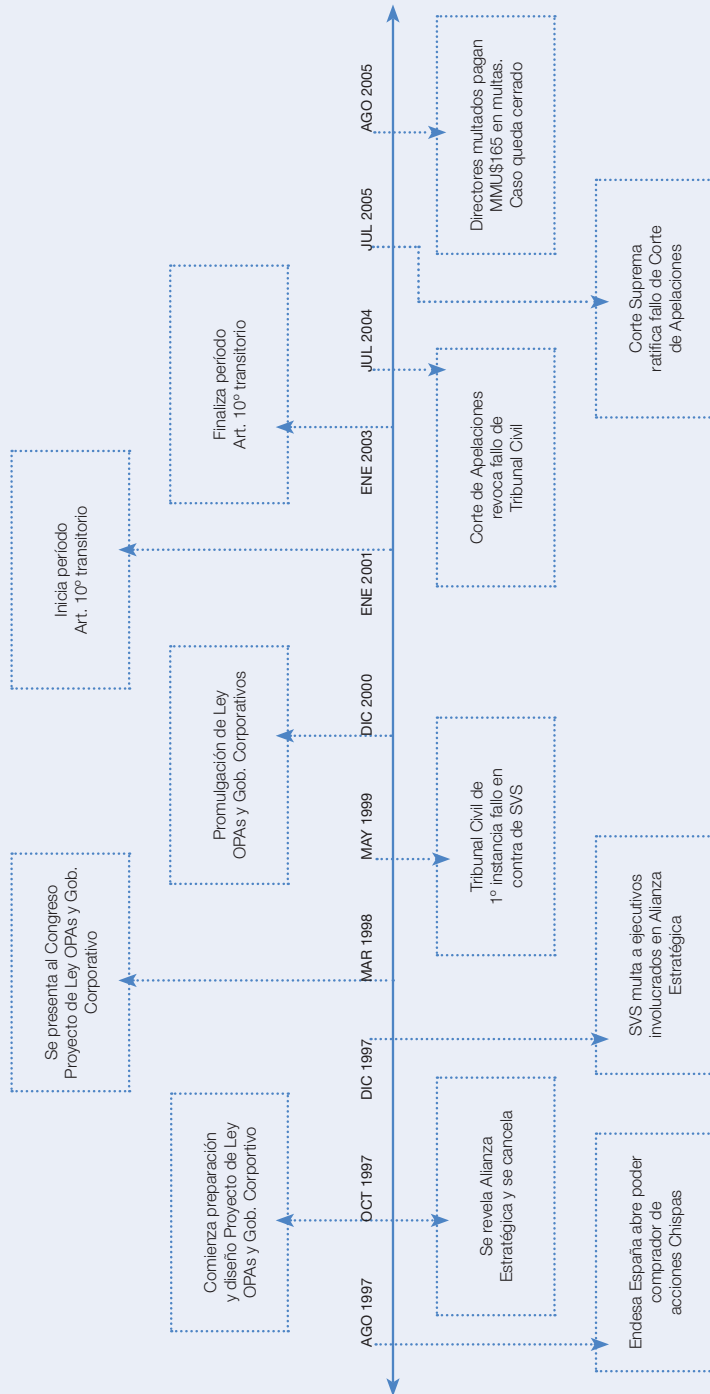 Se presenta al Congreso
Proyecto de Ley OPAs y Gob.
Corporativo
Inicia período
Art. 10º transitorio
Comienza preparación
y diseño Proyecto de Ley
OPAs y Gob. Corportivo
Promulgación de Ley
OPAs y Gob. Corporativos
Finaliza período
Art. 10º transitorio
AGO 1997
OCT 1997
DIC 1997
MAR 1998
MAY 1999
DIC 2000
ENE 2001
ENE 2003
JUL 2004
JUL 2005
AGO 2005
Se revela Alianza
Estratégica y se cancela
Tribunal Civil de
1º instancia fallo en
contra de SVS
Corte de Apelaciones
revoca fallo de
Tribunal Civil
Directores multados pagan
MMU$165 en multas.
Caso queda cerrado
Endesa España abre poder
comprador de
acciones Chispas
SVS multa a ejecutivos
involucrados en Alianza
Estratégica
Corte Suprema
ratifica fallo de Corte
de Apelaciones